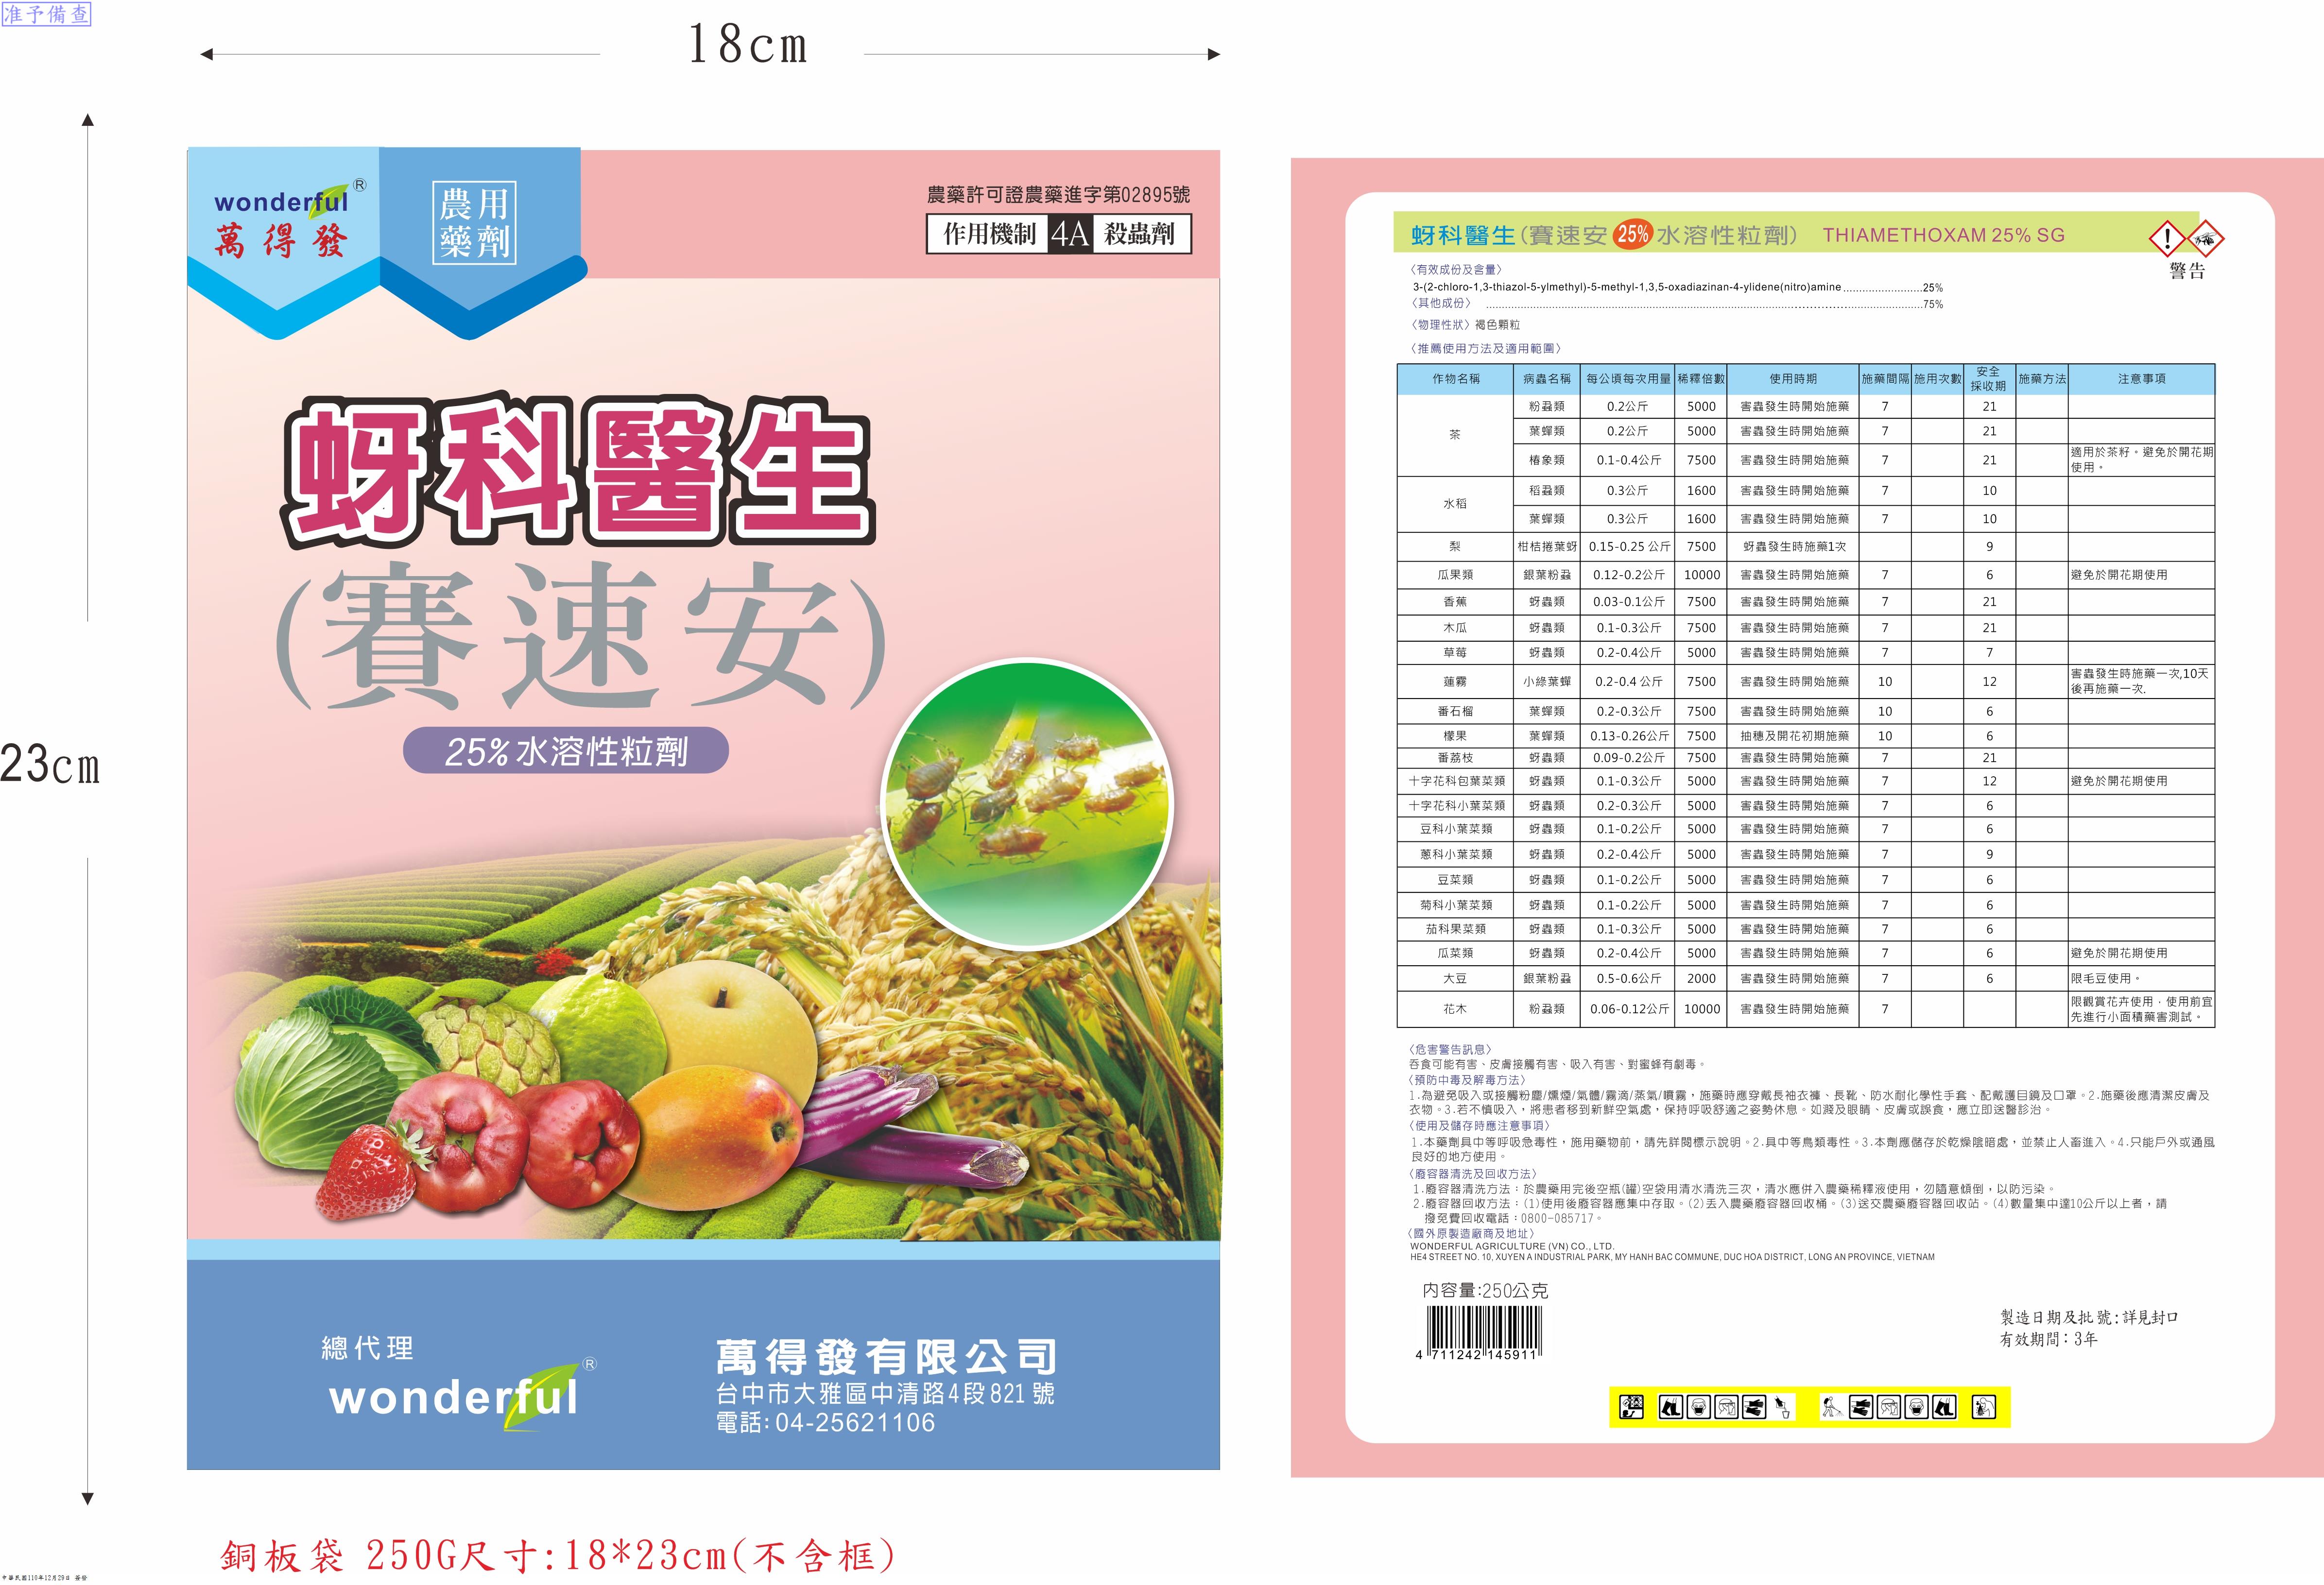 准予備查
18cm
23cm
wonderful®
萬得發
農用
藥劑
農藥許可證農藥進字第02895號
作用機制 4A 殺蟲劑
蚜科醫生
(賽速安)
25%水溶性粒劑
總代理
wonderful®
萬得發有限公司
台中市大雅區中清路4段821號
電話:04-25621106
銅板袋 250G尺寸:18*23cm(不含框)
中華民國110年12月29日 簽發
蚜科醫生(賽速安25%水溶性粒劑) THIAMETHOXAM 25% SG
警告
〈有效成份及含量〉
3-(2-chloro-1,3-thiazol-5-ylmethyl)-5-methyl-1,3,5-oxadiazinan-4-ylidene(nitro)amine........................25%
〈其他成份〉........................75%
〈物理性狀〉褐色顆粒
〈推薦使用方法及適用範圍〉
作物名稱 病蟲名稱 每公頃每次用量 稀釋倍數 使用時期 施藥間隔 施用次數 安全採收期 施藥方法 注意事項
茶 粉蝨類 0.2公斤 5000 害蟲發生時開始施藥 7 21
葉蟬類 0.2公斤 5000 害蟲發生時開始施藥 7 21
椿象類 0.1-0.4公斤 7500 害蟲發生時開始施藥 7 21 適用於茶籽。避免於開花期使用。
水稻 稻蝨類 0.3公斤 1600 害蟲發生時開始施藥 7 10
葉蟬類 0.3公斤 1600 害蟲發生時開始施藥 7 10
梨 柑桔捲葉蚜 0.15-0.25公斤 7500 蚜蟲發生時施藥1次 9
瓜果類 銀葉粉蝨 0.12-0.2公斤 10000 害蟲發生時開始施藥 7 6 避免於開花期使用
香蕉 蚜蟲類 0.03-0.1公斤 7500 害蟲發生時開始施藥 7 21
木瓜 蚜蟲類 0.1-0.3公斤 7500 害蟲發生時開始施藥 7 21
草莓 蚜蟲類 0.2-0.4公斤 5000 害蟲發生時開始施藥 7 7
蓮霧 小綠葉蟬 0.2-0.4公斤 7500 害蟲發生時開始施藥 10 12 害蟲發生時施藥一次,10天後再施藥一次.
番石榴 葉蟬類 0.2-0.3公斤 7500 害蟲發生時開始施藥 10 6
檬果 葉蟬類 0.13-0.26公斤 7500 抽穗及開花初期施藥 10 6
番荔枝 蚜蟲類 0.09-0.2公斤 7500 害蟲發生時開始施藥 7 21
十字花科包葉菜類 蚜蟲類 0.1-0.3公斤 5000 害蟲發生時開始施藥 7 12 避免於開花期使用
十字花科小葉菜類 蚜蟲類 0.2-0.3公斤 5000 害蟲發生時開始施藥 7 6
豆科小葉菜類 蚜蟲類 0.1-0.2公斤 5000 害蟲發生時開始施藥 7 6
蔥科小葉菜類 蚜蟲類 0.2-0.4公斤 5000 害蟲發生時開始施藥 7 9
豆菜類 蚜蟲類 0.1-0.2公斤 5000 害蟲發生時開始施藥 7 6
菊科小葉菜類 蚜蟲類 0.1-0.2公斤 5000 害蟲發生時開始施藥 7 6
茄科果菜類 蚜蟲類 0.1-0.3公斤 5000 害蟲發生時開始施藥 7 6
瓜菜類 蚜蟲類 0.2-0.4公斤 5000 害蟲發生時開始施藥 7 6 避免於開花期使用
大豆 銀葉粉蝨 0.5-0.6公斤 2000 害蟲發生時開始施藥 7 6 限毛豆使用。
花木 粉蝨類 0.06-0.12公斤 10000 害蟲發生時開始施藥 7 限觀賞花卉使用，使用前宜先進行小面積藥害測試。
〈危害警告訊息〉
吞食可能有害、皮膚接觸有害、吸入有害、對蜜蜂有劇毒。
〈預防中毒及解毒方法〉
1.為避免吸入或接觸粉塵/燻煙/氣體/霧滴/蒸氣/噴霧，施藥時應穿戴長袖衣褲、長靴、防水耐化學性手套、配戴護目鏡及口罩。2.施藥後應清潔皮膚及
衣物。3.若不慎吸入，將患者移到新鮮空氣處，保持呼吸舒適之姿勢休息。如濺及眼睛、皮膚或誤食，應立即送醫診治。
〈使用及儲存時應注意事項〉
1.本藥劑具中等呼吸急毒性，施用藥物前，請先詳閱標示說明。2.具中等鳥類毒性。3.本劑應儲存於乾燥陰暗處，並禁止人畜進入。4.只能戶外或通風
良好的地方使用。
〈廢容器清洗及回收方法〉
1.廢容器清洗方法：於農藥用完後空瓶(罐)空袋用清水清洗三次，清水應併入農藥稀釋液使用，勿隨意傾倒，以防污染。
2.廢容器回收方法：(1)使用後廢容器應集中存取。(2)丟入農藥廢容器回收桶。(3)送交農藥廢容器回收站。(4)數量集中達10公斤以上者，請
撥免費回收電話：0800-085717。
〈國外原製造廠商及地址〉
WONDERFUL AGRICULTURE (VN) CO., LTD.
HE4 STREET NO. 10, XUYEN A INDUSTRIAL PARK, MY HANH BAC COMMUNE, DUC HOA DISTRICT, LONG AN PROVINCE, VIETNAM
內容量:250公克
4 711242 145911
製造日期及批號:詳見封口
有效期間：3年